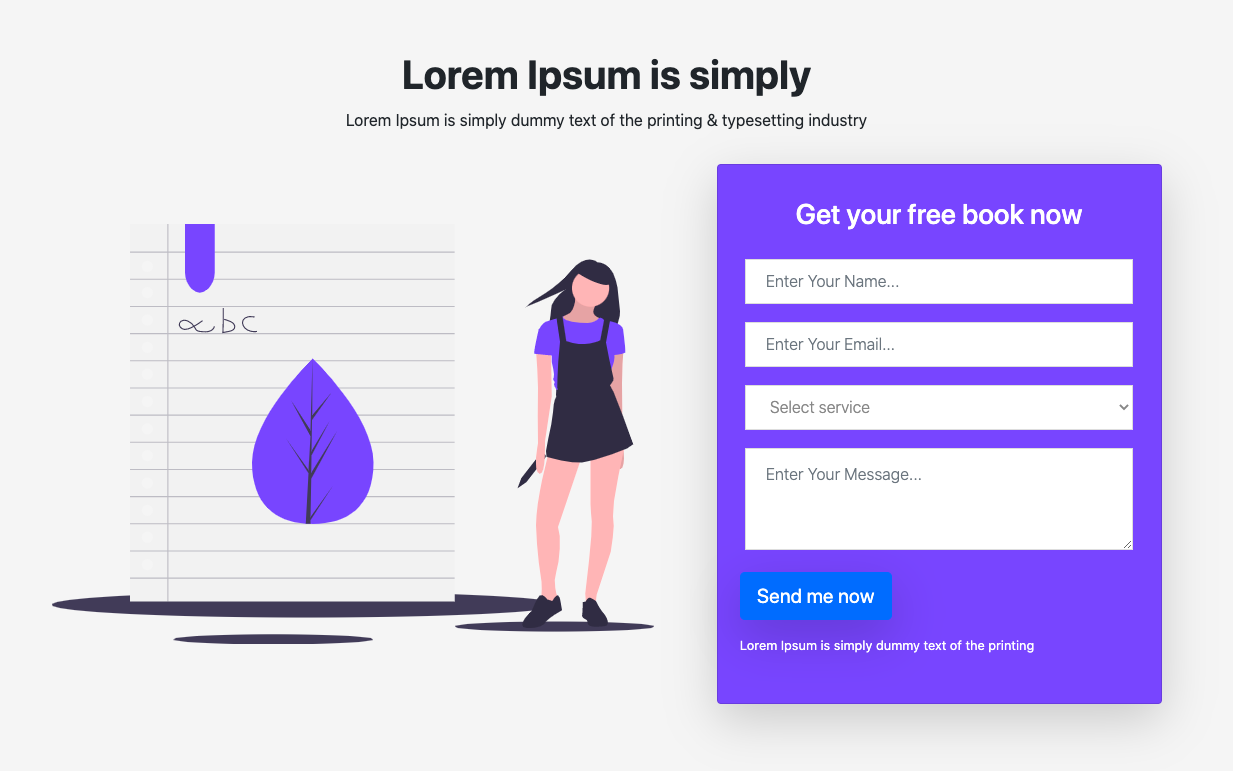 Lorem Ipsum is simply
Lorem Ipsum is simply dummy text of the printing & typesetting industry
abc
Get your free book now
Enter Your Name...
Enter Your Email...
Select service
Enter Your Message...
Send me now
Lorem Ipsum is simply dummy text of the printing